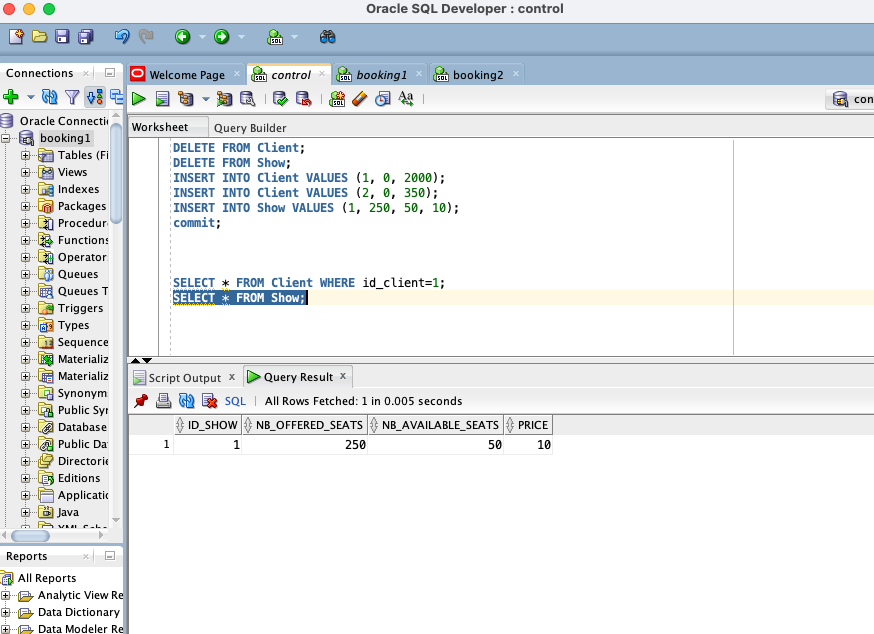 Oracle SQL Developer : control
Connections
Welcome Page
control
booking1
booking2
con
Oracle Connecti
booking1
Tables (Fi
Views
Indexes
Packages
Procedur
Functions
Operator
Queues
Queues T
Triggers
Types
Sequence
Materializ
Materializ
Synonym
Public Syr
Database
Public Da
Directorie
Editions
Applicatio
Java
XML Sche
Reports
All Reports
Analytic View Re
Data Dictionary
Data Modeler Re
Worksheet
Query Builder
DELETE FROM Client;
DELETE FROM Show;
INSERT INTO Client VALUES (1, 0, 2000);
INSERT INTO Client VALUES (2, 0, 350);
INSERT INTO Show VALUES (1, 250, 50, 10);
commit;
SELECT * FROM Client WHERE id_client=1;
SELECT * FROM Show;
Script Output x
Query Result x
SQL | All Rows Fetched: 1 in 0.005 seconds
ID_SHOW NB_OFFERED_SEATS NB_AVAILABLE_SEATS PRICE
1 1 250 50 10